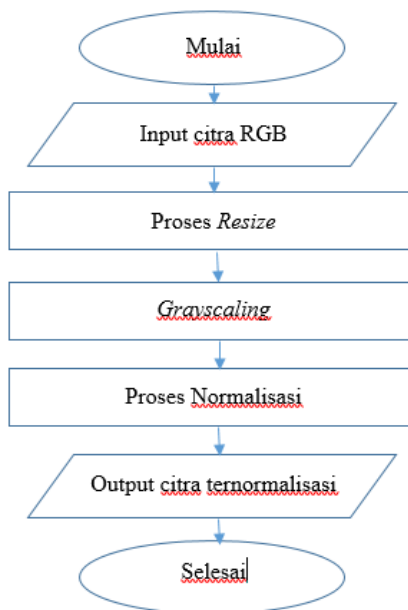 Mulai
Input citra RGB
Proses Resize
Grayscaling
Proses Normalisasi
Output citra ternormalisasi
Selesai